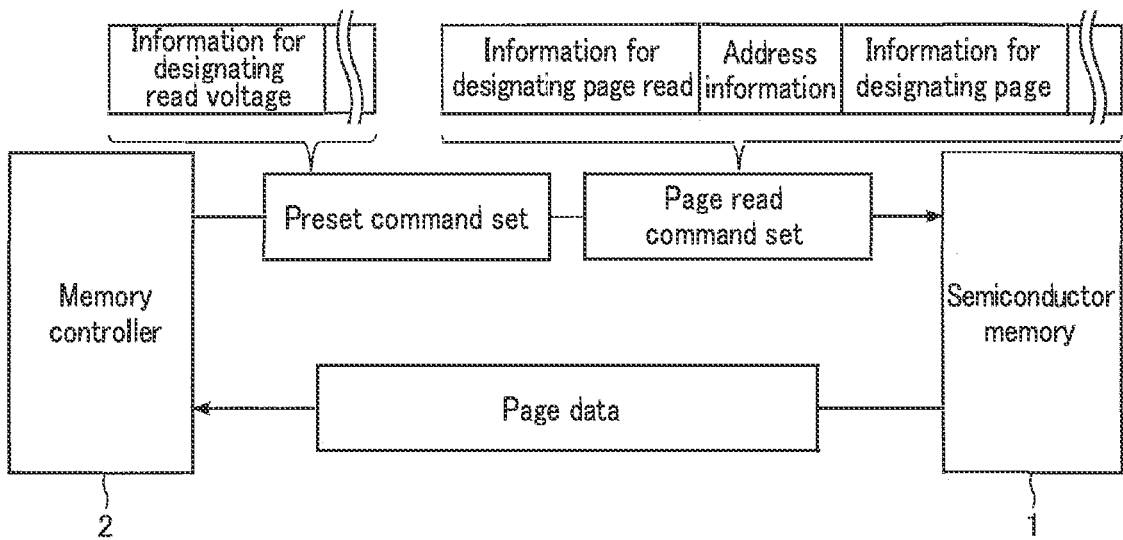 Information for
designating
read voltage
Information for
designating page read
Address
information
Information for
designating page
Preset command set
Page read
command set
Memory
controller
Semiconductor
memory
Page data
2
1